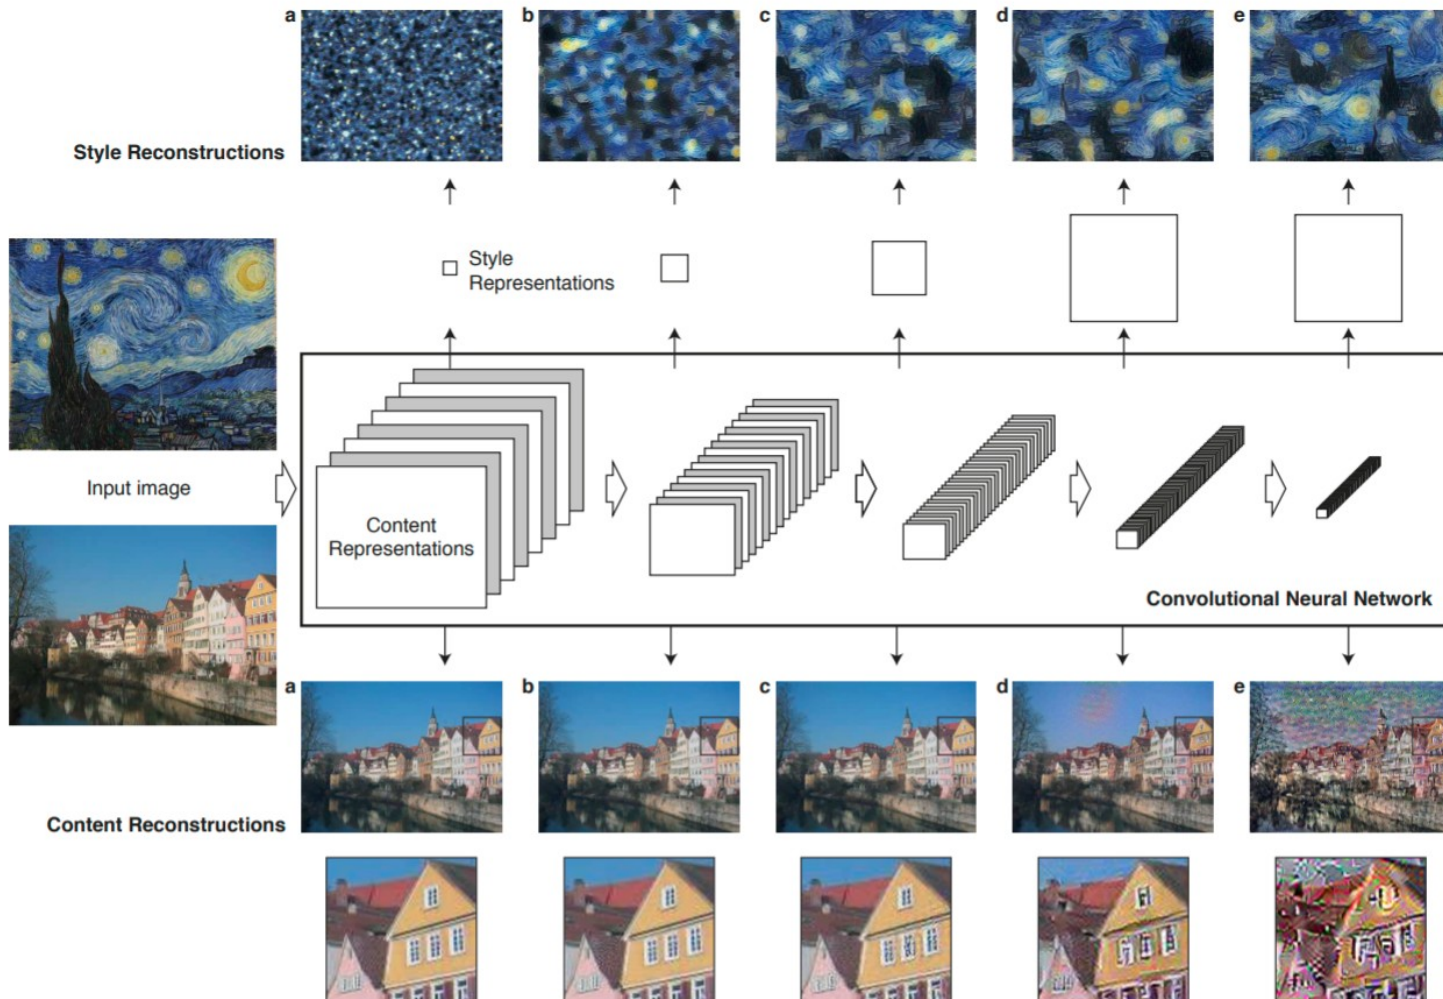 a
b
c
d
e
Style Reconstructions
Style
Representations
Input image
Content
Representations
Convolutional Neural Network
a
b
c
d
e
Content Reconstructions